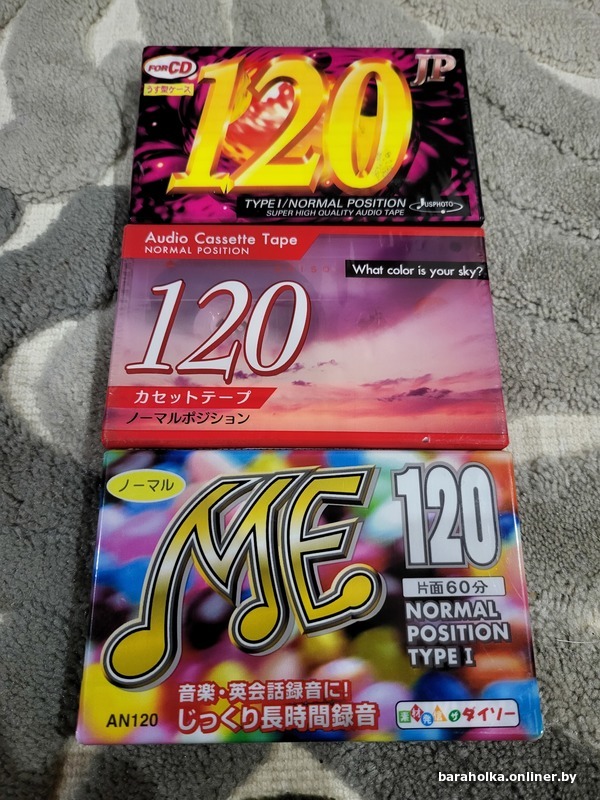 FOR CD
うす型ケース
120
JP
TYPE I/NORMAL POSITION
SUPER HIGH QUALITY AUDIO TAPE
JUSPHOTO
Audio Cassette Tape
NORMAL POSITION
What color is your sky?
120
カセットテープ
ノーマルポジション
ノーマル
ME
120
片面60分
NORMAL
POSITION
TYPE I
音楽・英会話録音に!
じっくり長時間録音
AN120
ダイソー
baraholka.onliner.by